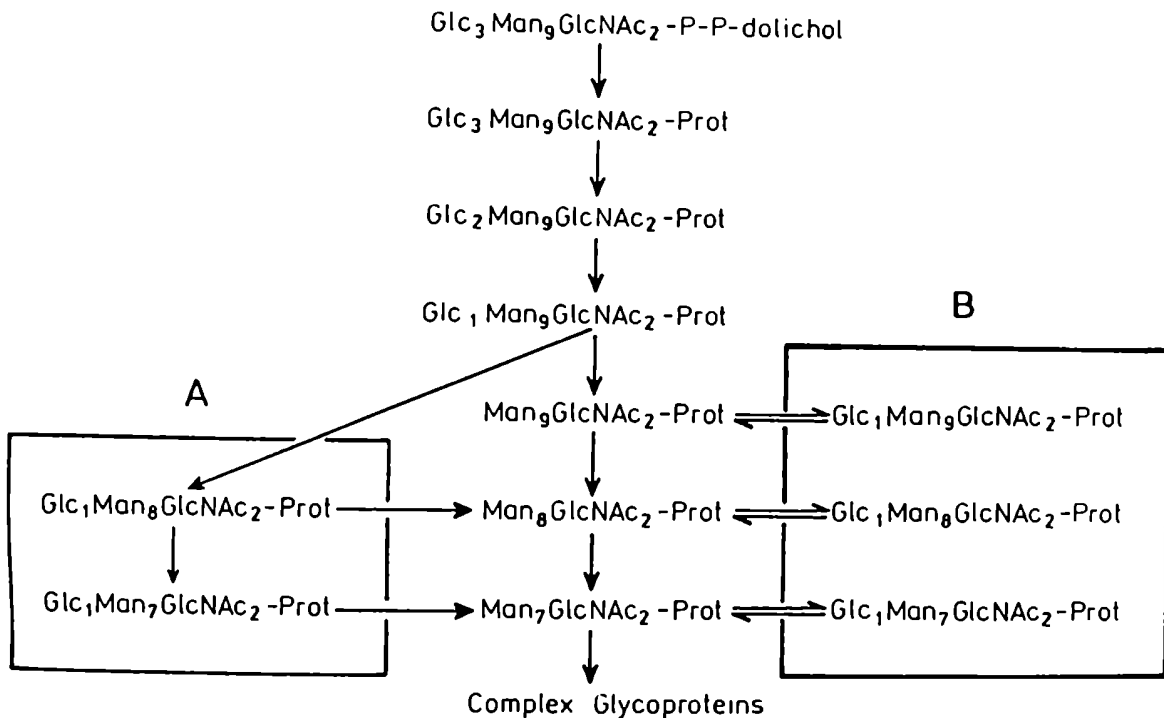 Glc₃Man₉GlcNAc₂-P-P-dolichol
Glc₃Man₉GlcNAc₂-Prot
Glc₂Man₉GlcNAc₂-Prot
Glc₁Man₉GlcNAc₂-Prot
A
B
Man₉GlcNAc₂-Prot
Glc₁Man₉GlcNAc₂-Prot
Glc₁Man₈GlcNAc₂-Prot
Man₈GlcNAc₂-Prot
Glc₁Man₈GlcNAc₂-Prot
Glc₁Man₇GlcNAc₂-Prot
Man₇GlcNAc₂-Prot
Glc₁Man₇GlcNAc₂-Prot
Complex Glycoproteins